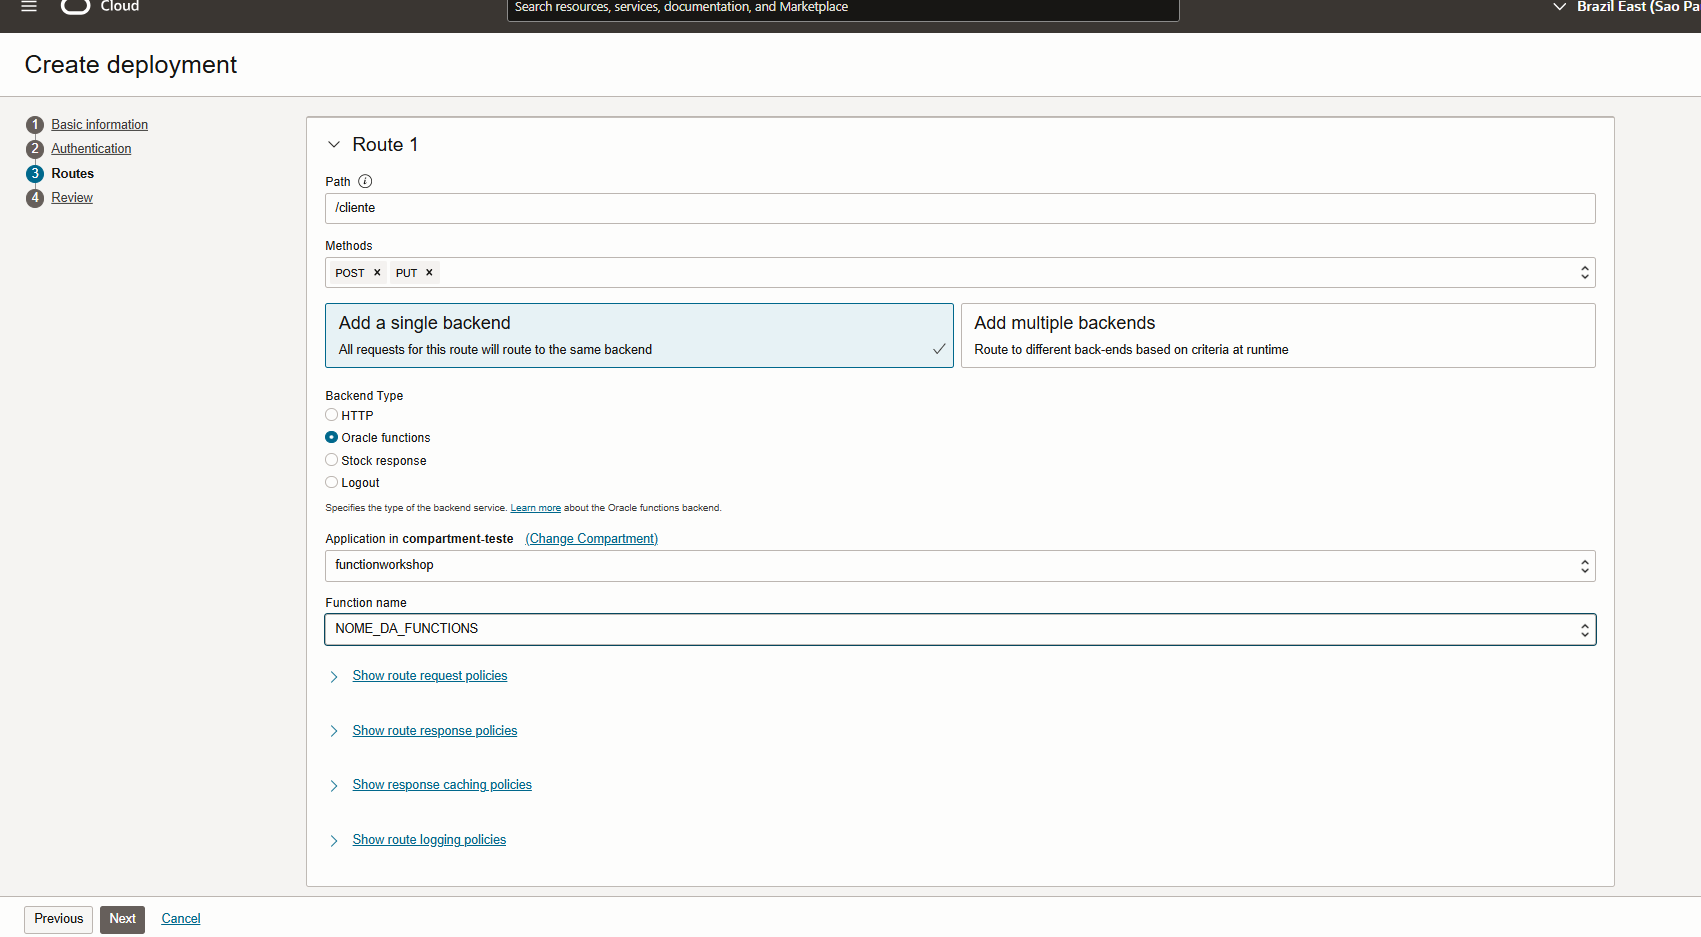 Cloud
Search resources, services, documentation, and Marketplace
Brazil East (Sao Pa
Create deployment
1 Basic information
2 Authentication
3 Routes
4 Review
Route 1
Path i
/cliente
Methods
POST × PUT ×
Add a single backend
All requests for this route will route to the same backend
Add multiple backends
Route to different back-ends based on criteria at runtime
Backend Type
HTTP
Oracle functions
Stock response
Logout
Specifies the type of the backend service. Learn more about the Oracle functions backend.
Application in compartment-teste (Change Compartment)
functionworkshop
Function name
NOME_DA_FUNCTIONS
Show route request policies
Show route response policies
Show response caching policies
Show route logging policies
Previous Next Cancel